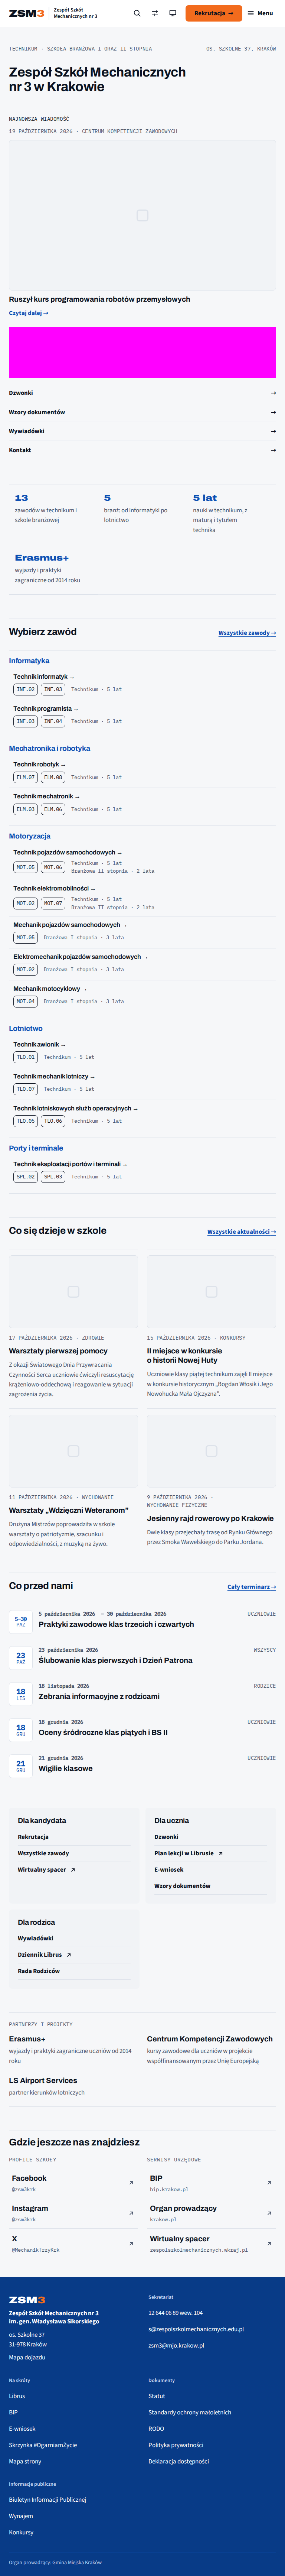 ZSM3
Zespół Szkół
Mechanicznych nr 3
Rekrutacja →
Menu
TECHNIKUM · SZKOŁA BRANŻOWA I ORAZ II STOPNIA
OS. SZKOLNE 37, KRAKÓW
Zespół Szkół Mechanicznych
nr 3 w Krakowie
NAJNOWSZA WIADOMOŚĆ
19 PAŹDZIERNIKA 2026 · CENTRUM KOMPETENCJI ZAWODOWYCH
Ruszył kurs programowania robotów przemysłowych
Czytaj dalej →
Dzwonki →
Wzory dokumentów →
Wywiadówki →
Kontakt →
13
zawodów w technikum i
szkole branżowej
5
branż: od informatyki po
lotnictwo
5 lat
nauki w technikum, z
maturą i tytułem
technika
Erasmus+
wyjazdy i praktyki
zagraniczne od 2014 roku
Wybierz zawód
Wszystkie zawody →
Informatyka
Technik informatyk →
INF.02 INF.03 Technikum · 5 lat
Technik programista →
INF.03 INF.04 Technikum · 5 lat
Mechatronika i robotyka
Technik robotyk →
ELM.07 ELM.08 Technikum · 5 lat
Technik mechatronik →
ELM.03 ELM.06 Technikum · 5 lat
Motoryzacja
Technik pojazdów samochodowych →
MOT.05 MOT.06 Technikum · 5 lat
Branżowa II stopnia · 2 lata
Technik elektromobilności →
MOT.02 MOT.07 Technikum · 5 lat
Branżowa II stopnia · 2 lata
Mechanik pojazdów samochodowych →
MOT.05 Branżowa I stopnia · 3 lata
Elektromechanik pojazdów samochodowych →
MOT.02 Branżowa I stopnia · 3 lata
Mechanik motocyklowy →
MOT.04 Branżowa I stopnia · 3 lata
Lotnictwo
Technik awionik →
TLO.01 Technikum · 5 lat
Technik mechanik lotniczy →
TLO.07 Technikum · 5 lat
Technik lotniskowych służb operacyjnych →
TLO.05 TLO.06 Technikum · 5 lat
Porty i terminale
Technik eksploatacji portów i terminali →
SPL.02 SPL.03 Technikum · 5 lat
Co się dzieje w szkole
Wszystkie aktualności →
17 PAŹDZIERNIKA 2026 · ZDROWIE
Warsztaty pierwszej pomocy
Z okazji Światowego Dnia Przywracania
Czynności Serca uczniowie ćwiczyli resuscytację
krążeniowo-oddechową i reagowanie w sytuacji
zagrożenia życia.
15 PAŹDZIERNIKA 2026 · KONKURSY
II miejsce w konkursie
o historii Nowej Huty
Uczniowie klasy piątej technikum zajęli II miejsce
w konkursie historycznym „Bogdan Włosik i Jego
Nowohucka Mała Ojczyzna”.
11 PAŹDZIERNIKA 2026 · WYCHOWANIE
Warsztaty „Wdzięczni Weteranom”
Drużyna Mistrzów poprowadziła w szkole
warsztaty o patriotyzmie, szacunku i
odpowiedzialności, z muzyką na żywo.
9 PAŹDZIERNIKA 2026 ·
WYCHOWANIE FIZYCZNE
Jesienny rajd rowerowy po Krakowie
Dwie klasy przejechały trasę od Rynku Głównego
przez Smoka Wawelskiego do Parku Jordana.
Co przed nami
Cały terminarz →
5–30
PAŹ
5 października 2026 – 30 października 2026
Praktyki zawodowe klas trzecich i czwartych
UCZNIOWIE
23
PAŹ
23 października 2026
Ślubowanie klas pierwszych i Dzień Patrona
WSZYSCY
18
LIS
18 listopada 2026
Zebrania informacyjne z rodzicami
RODZICE
18
GRU
18 grudnia 2026
Oceny śródroczne klas piątych i BS II
UCZNIOWIE
21
GRU
21 grudnia 2026
Wigilie klasowe
UCZNIOWIE
Dla kandydata
Rekrutacja
Wszystkie zawody
Wirtualny spacer ↗
Dla ucznia
Dzwonki
Plan lekcji w Librusie ↗
E-wniosek
Wzory dokumentów
Dla rodzica
Wywiadówki
Dziennik Librus ↗
Rada Rodziców
PARTNERZY I PROJEKTY
Erasmus+
wyjazdy i praktyki zagraniczne uczniów od 2014
roku
Centrum Kompetencji Zawodowych
kursy zawodowe dla uczniów w projekcie
współfinansowanym przez Unię Europejską
LS Airport Services
partner kierunków lotniczych
Gdzie jeszcze nas znajdziesz
PROFILE SZKOŁY
Facebook
@zsm3krk
Instagram
@zsm3krk
X
@MechanikTrzyKrk
SERWISY URZĘDOWE
BIP
bip.krakow.pl
Organ prowadzący
krakow.pl
Wirtualny spacer
zespolszkolmechanicznych.wkraj.pl
ZSM3
Zespół Szkół Mechanicznych nr 3
im. gen. Władysława Sikorskiego
os. Szkolne 37
31-978 Kraków
Mapa dojazdu
Sekretariat
12 644 06 89 wew. 104
s@zespolszkolmechanicznych.edu.pl
zsm3@mjo.krakow.pl
Na skróty
Librus
BIP
E-wniosek
Skrzynka #OgarniamŻycie
Mapa strony
Dokumenty
Statut
Standardy ochrony małoletnich
RODO
Polityka prywatności
Deklaracja dostępności
Informacje publiczne
Biuletyn Informacji Publicznej
Wynajem
Konkursy
Organ prowadzący: Gmina Miejska Kraków